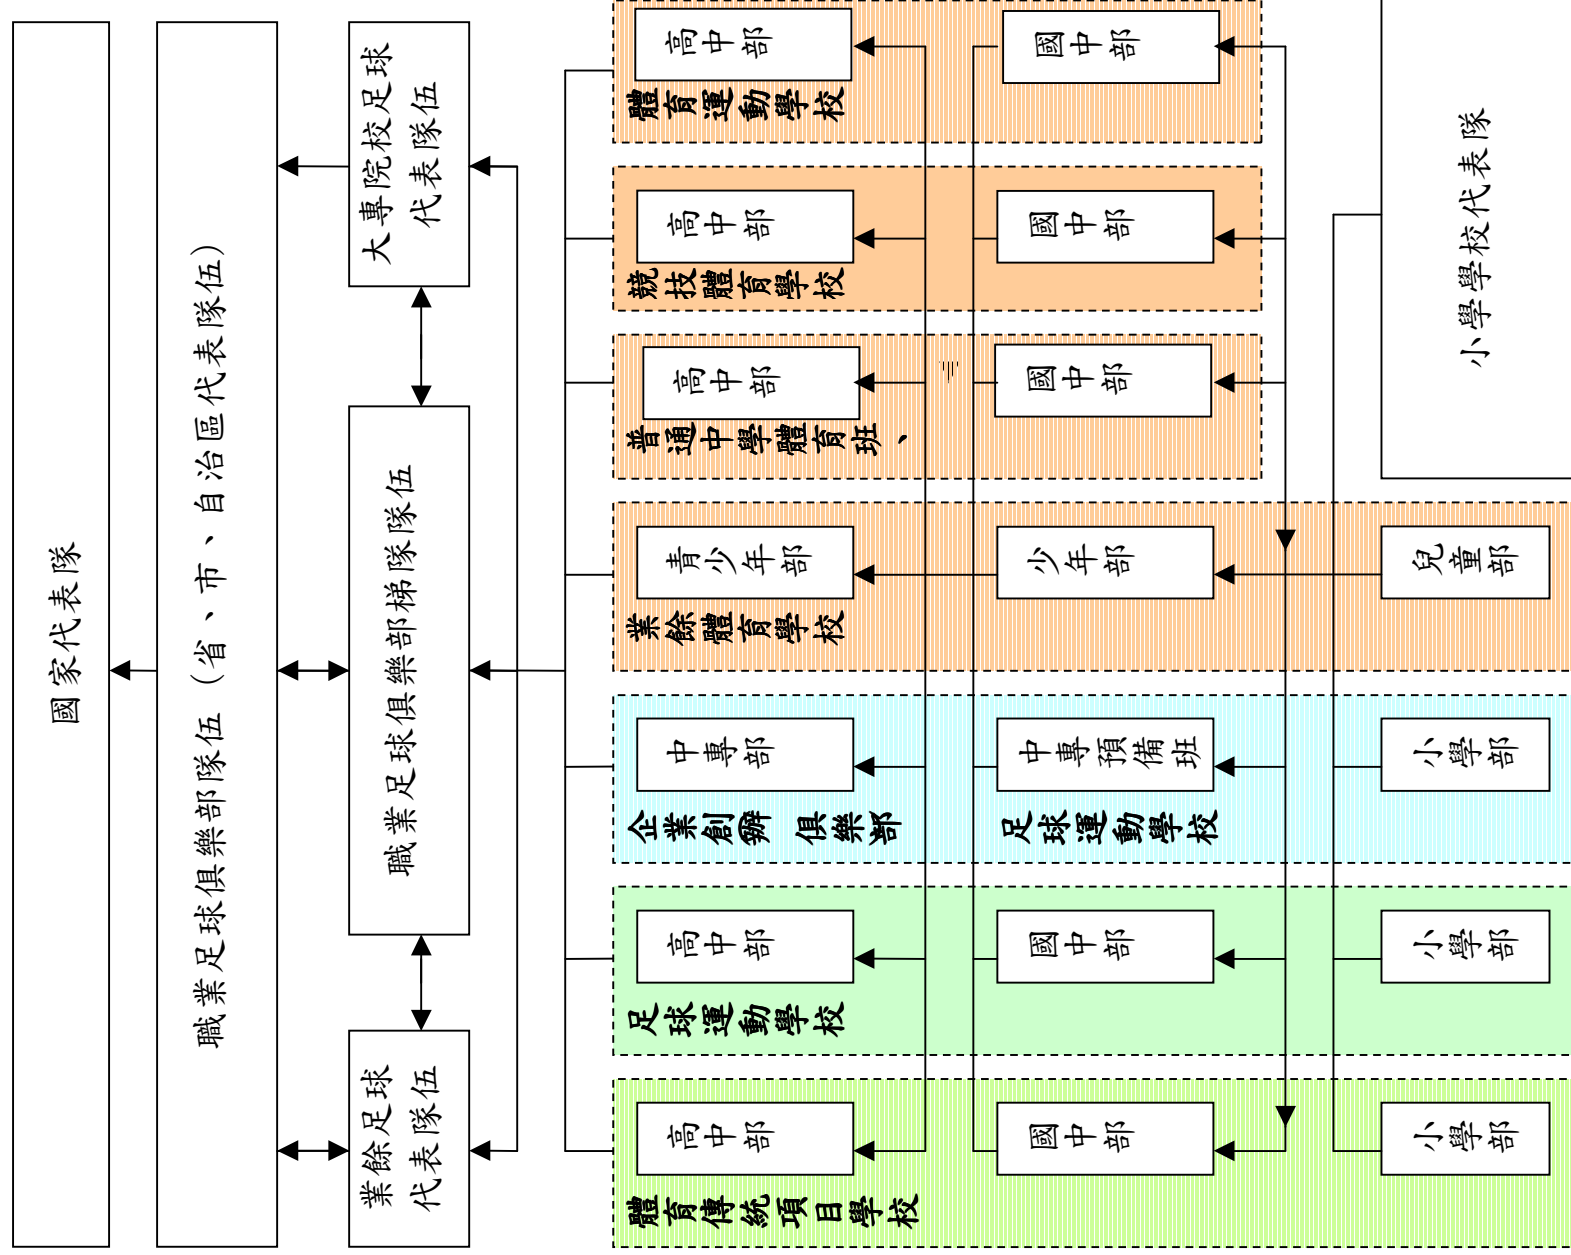 國家代表隊
職業足球俱樂部隊伍（省、市、自治區代表隊伍）
業餘足球
代表隊伍
職業足球俱樂部梯隊隊伍
大專院校足球
代表隊伍
體育傳統項目學校
高中部
國中部
小學部
足球運動學校
高中部
國中部
小學部
企業創辦 俱樂部
足球運動學校
中專部
中專預備班
小學部
業餘體育學校
青少年部
少年部
兒童部
普通中學體育班、
高中部
國中部
競技體育學校
高中部
國中部
體育運動學校
高中部
國中部
小學學校代表隊